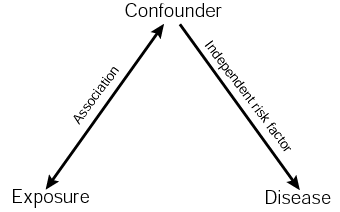 Confounder
Association
Independent risk factor
Exposure
Disease